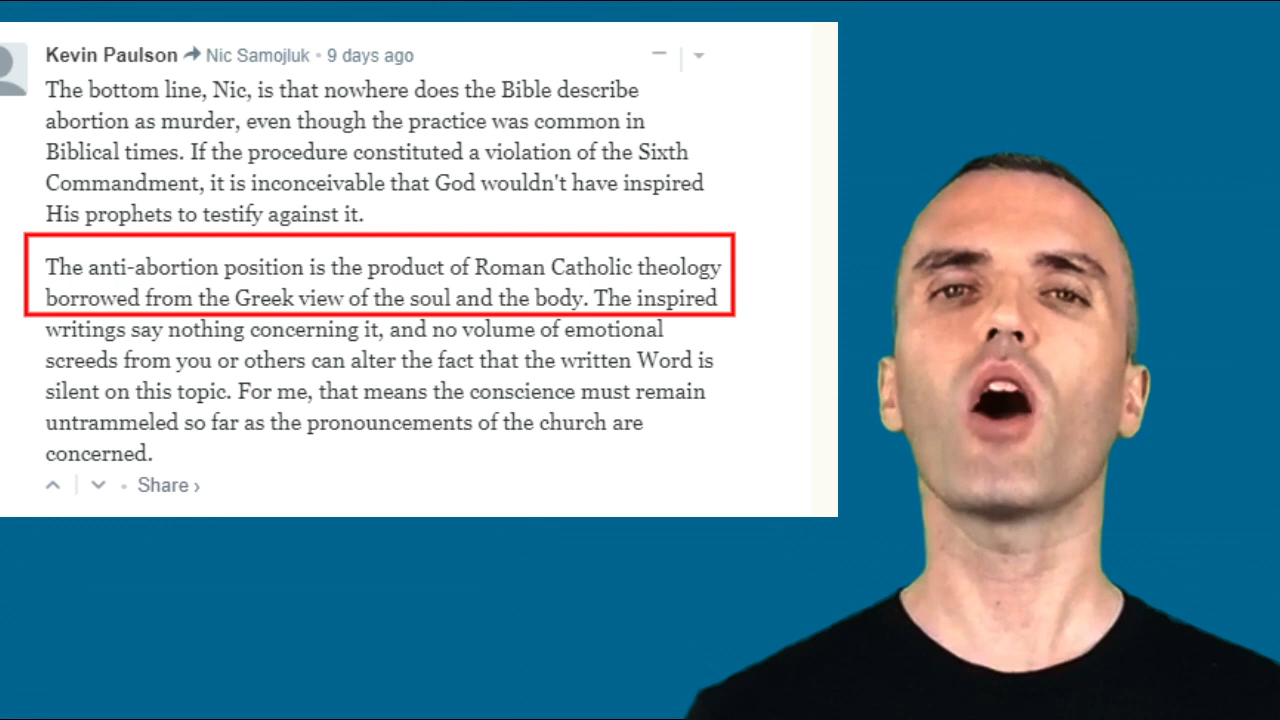 Kevin Paulson Nic Samojluk • 9 days ago
The bottom line, Nic, is that nowhere does the Bible describe
abortion as murder, even though the practice was common in
Biblical times. If the procedure constituted a violation of the Sixth
Commandment, it is inconceivable that God wouldn't have inspired
His prophets to testify against it.
The anti-abortion position is the product of Roman Catholic theology
borrowed from the Greek view of the soul and the body. The inspired
writings say nothing concerning it, and no volume of emotional
screeds from you or others can alter the fact that the written Word is
silent on this topic. For me, that means the conscience must remain
untrammeled so far as the pronouncements of the church are
concerned.
Share ›